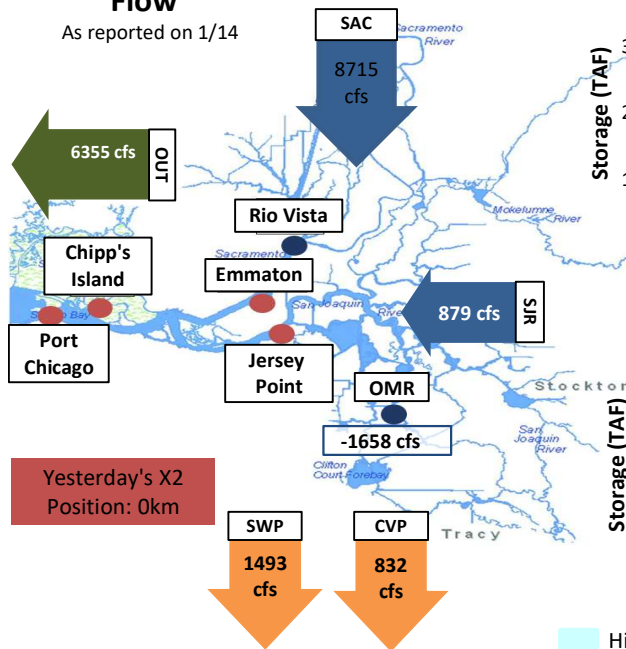 Flow
As reported on 1/14
SAC
Sacramento
River
8715
cfs
3
Storage (TAF)
2
1
6355 cfs
OUT
Rio Vista
Mokelumne
River
Chipp's
Island
Sacramento
Emmaton
San Joaquin
River
879 cfs
SJR
Port
Chicago
Jersey
Point
OMR
Stockton
-1658 cfs
San
Joaquin
River
Storage (TAF)
Clifton
Court Forebay
Yesterday's X2
Position: 0km
SWP
CVP
Tracy
1493
cfs
832
cfs
Hi